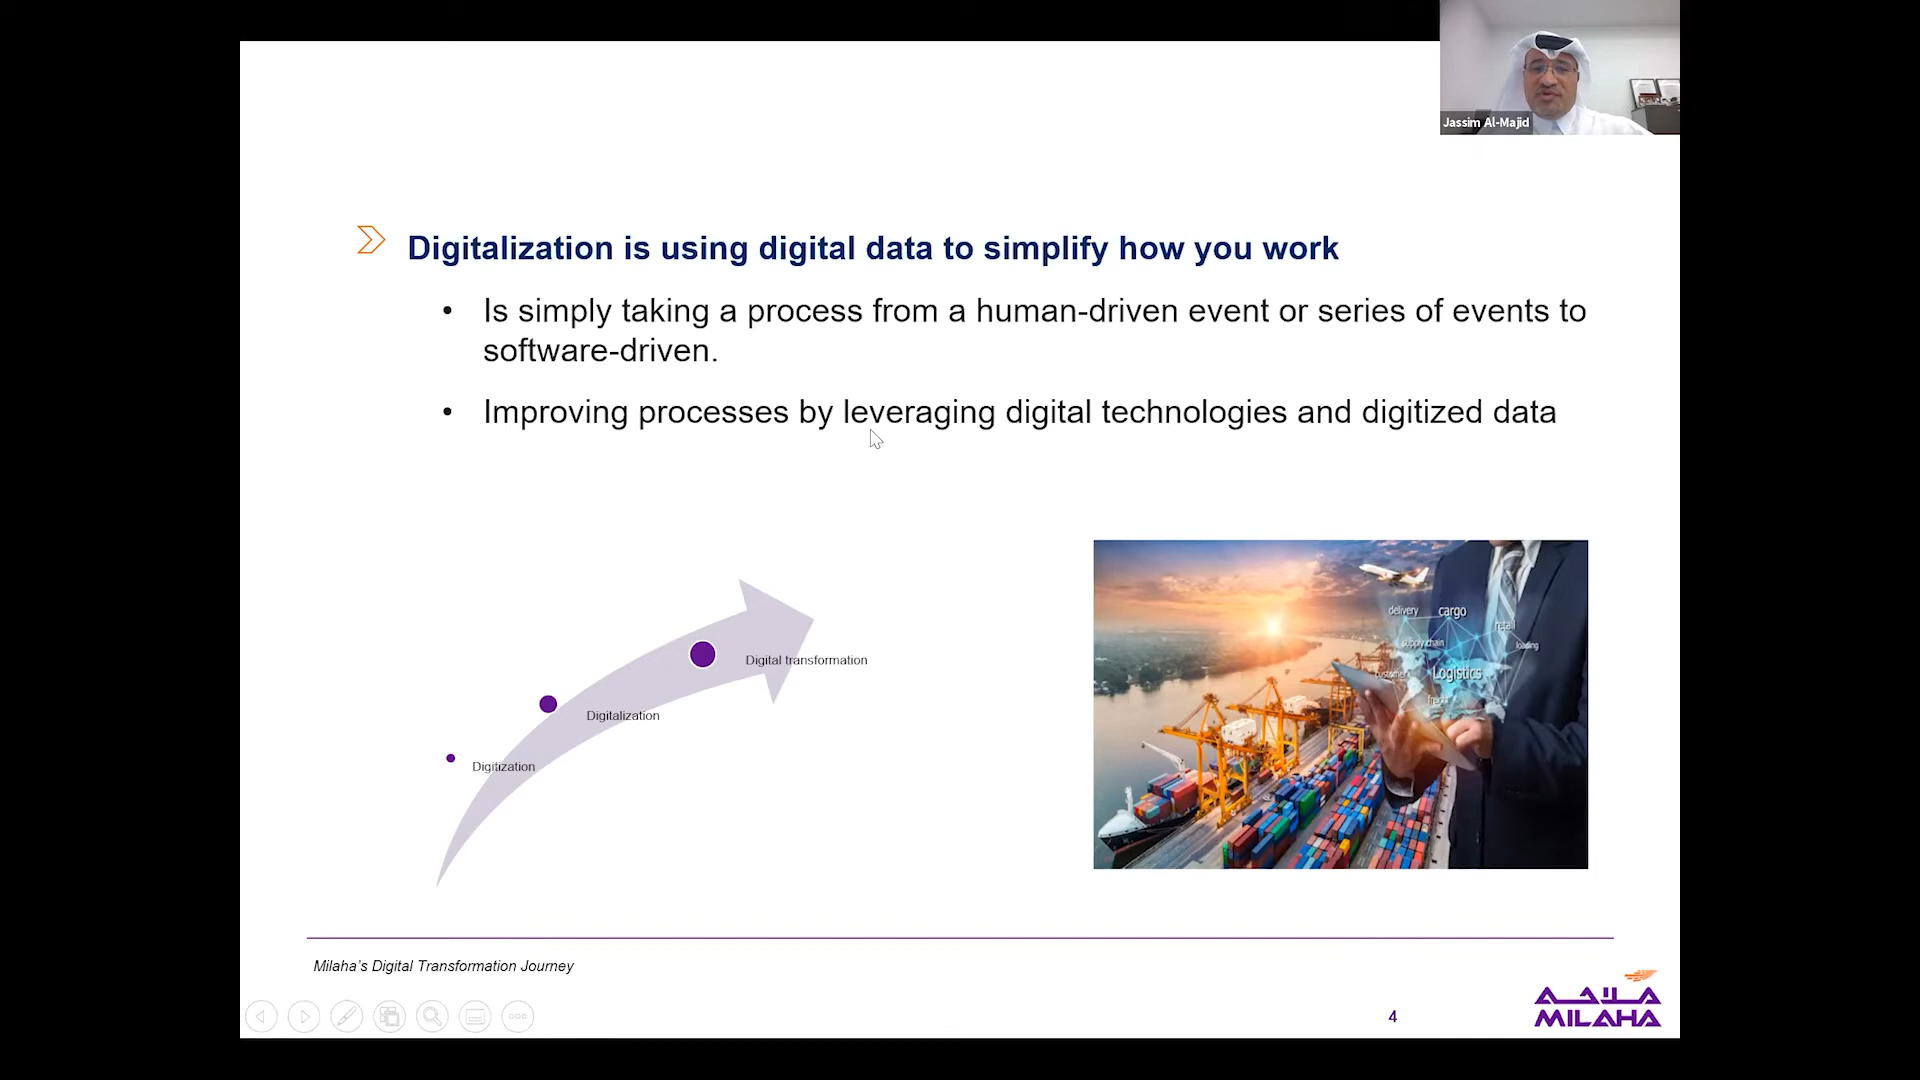 Jassim Al-Majid
Digitalization is using digital data to simplify how you work
• Is simply taking a process from a human-driven event or series of events to
software-driven.
• Improving processes by leveraging digital technologies and digitized data
Digital transformation
Digitalization
Digitization
delivery
cargo
retail
supply chain
loading
customer
Logistics
freight
Milaha's Digital Transformation Journey
4
ملاحة
MILAHA